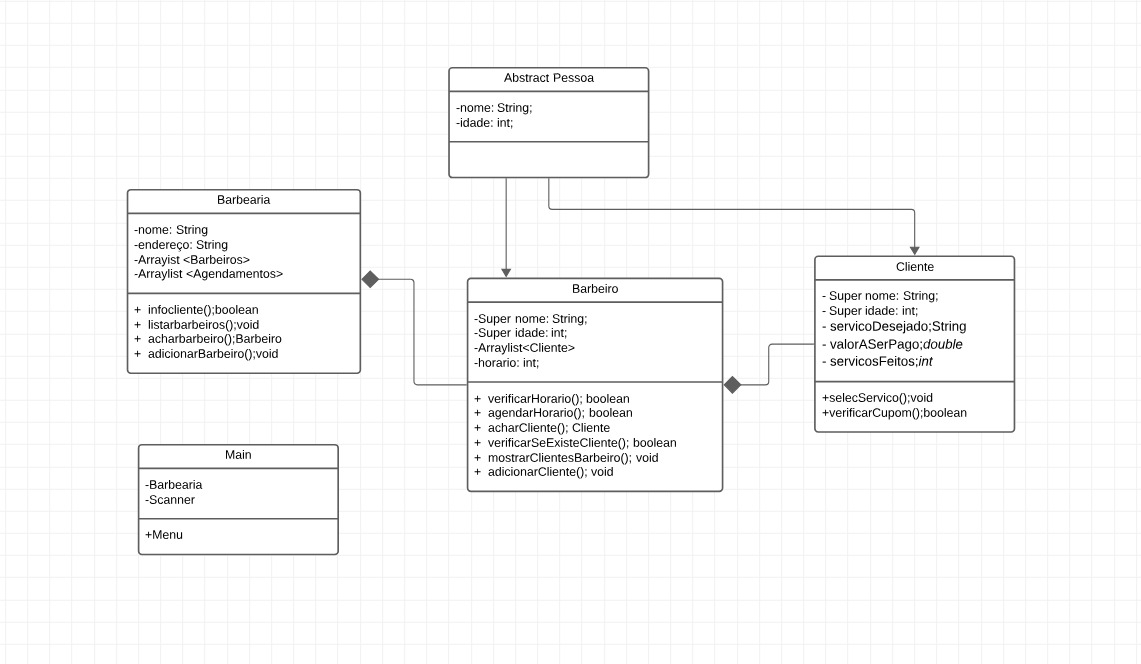 Abstract Pessoa
-nome: String;
-idade: int;
Barbearia
-nome: String
-endereço: String
-Arrayist <Barbeiros>
-Arraylist <Agendamentos>
+ infocliente();boolean
+ listarbarbeiros();void
+ acharbarbeiro();Barbeiro
+ adicionarBarbeiro();void
Barbeiro
-Super nome: String;
-Super idade: int;
-Arraylist<Cliente>
-horario: int;
+ verificarHorario(); boolean
+ agendarHorario(); boolean
+ acharCliente(); Cliente
+ verificarSeExisteCliente(); boolean
+ mostrarClientesBarbeiro(); void
+ adicionarCliente(); void
Cliente
- Super nome: String;
- Super idade: int;
- servicoDesejado;String
- valorASerPago;double
- servicosFeitos;int
+selecServico();void
+verificarCupom();boolean
Main
-Barbearia
-Scanner
+Menu